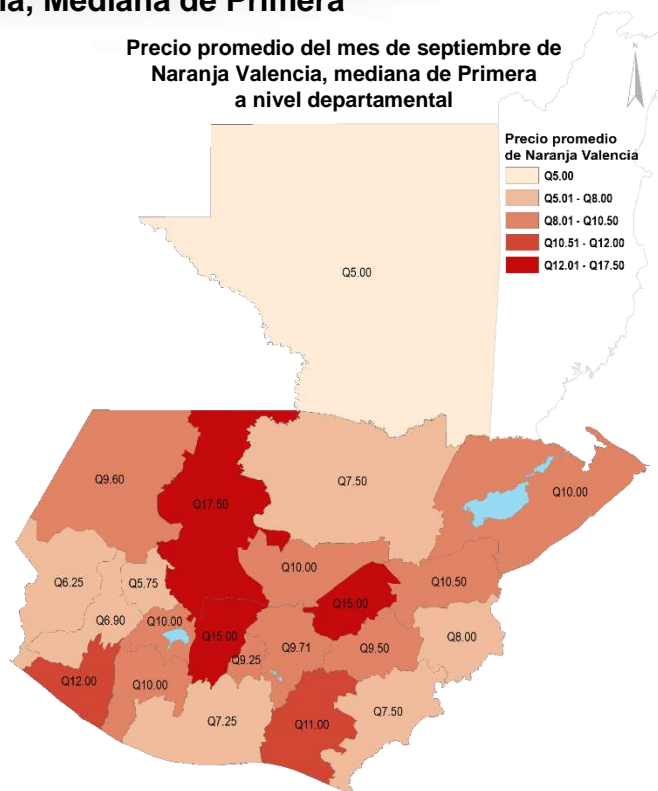 Mediana de Primera
Precio promedio del mes de septiembre de
Naranja Valencia, mediana de Primera
a nivel departamental
N
Precio promedio
de Naranja Valencia
Q5.00
Q5.01 - Q8.00
Q8.01 - Q10.50
Q10.51 - Q12.00
Q12.01 - Q17.50
Q5.00
Q9.60
Q17.50
Q7.50
Q10.00
Q6.25
Q5.75
Q10.00
Q15.00
Q10.50
Q6.90
Q10.00
Q15.00
Q9.25
Q9.71
Q9.50
Q8.00
Q12.00
Q10.00
Q7.25
Q11.00
Q7.50